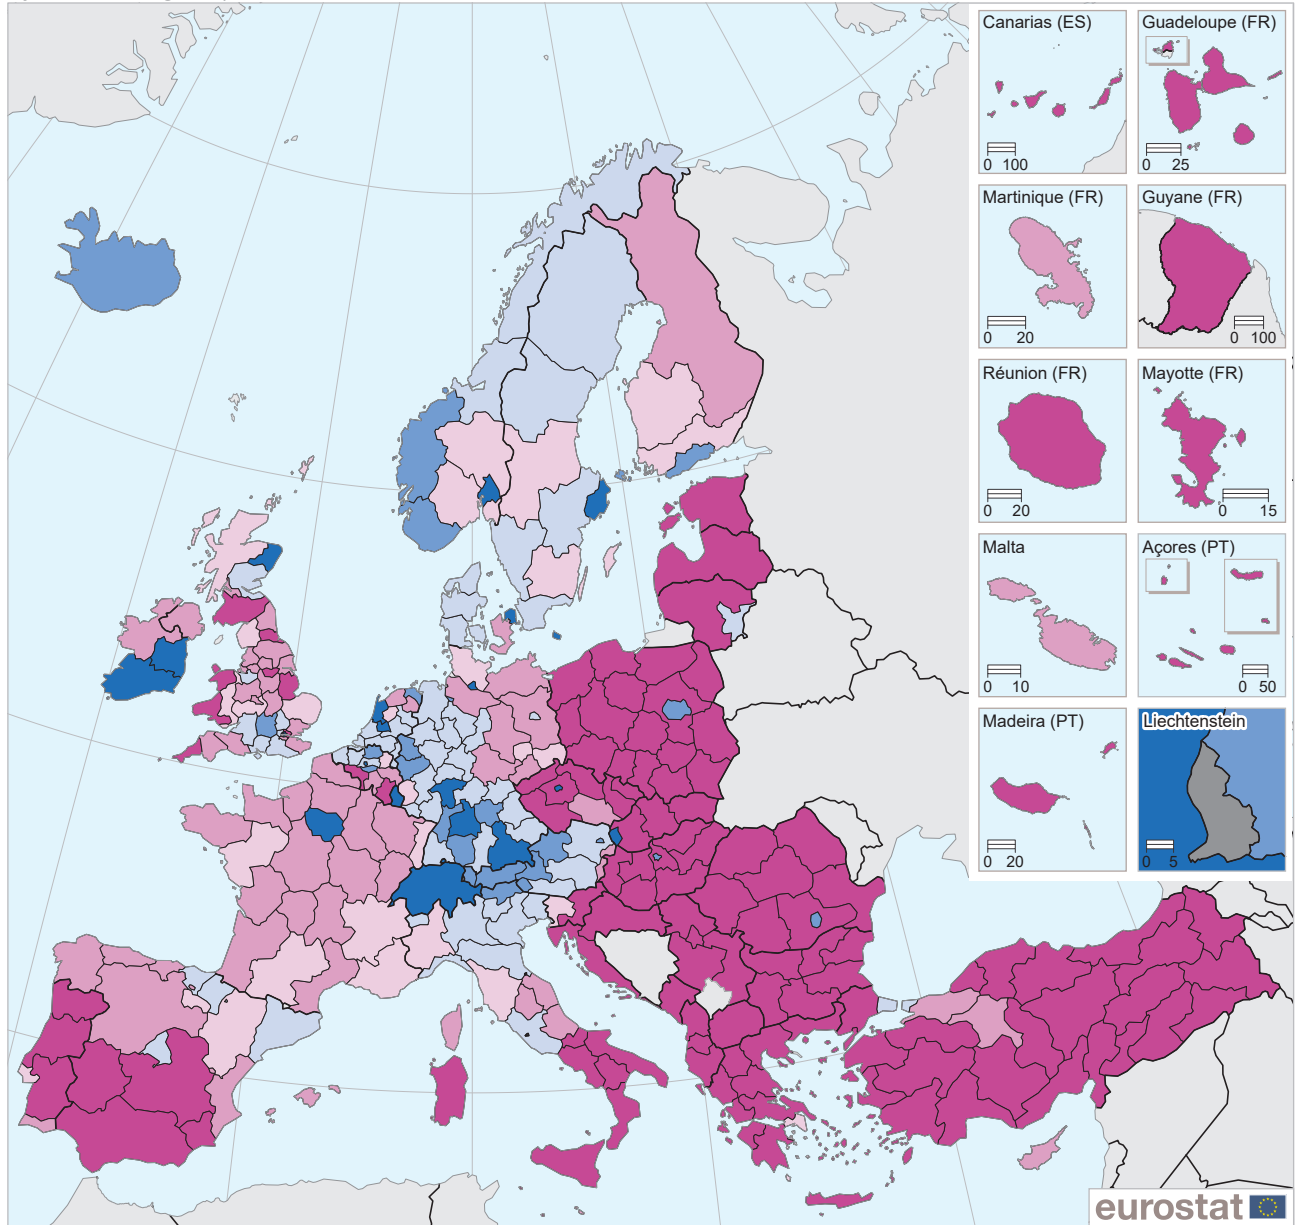 Canarias (ES)
0 100
Guadeloupe (FR)
0 25
Martinique (FR)
0 20
Guyane (FR)
0 100
Réunion (FR)
0 20
Mayotte (FR)
0 15
Malta
0 10
Açores (PT)
0 50
Madeira (PT)
0 20
Liechtenstein
0 5
eurostat